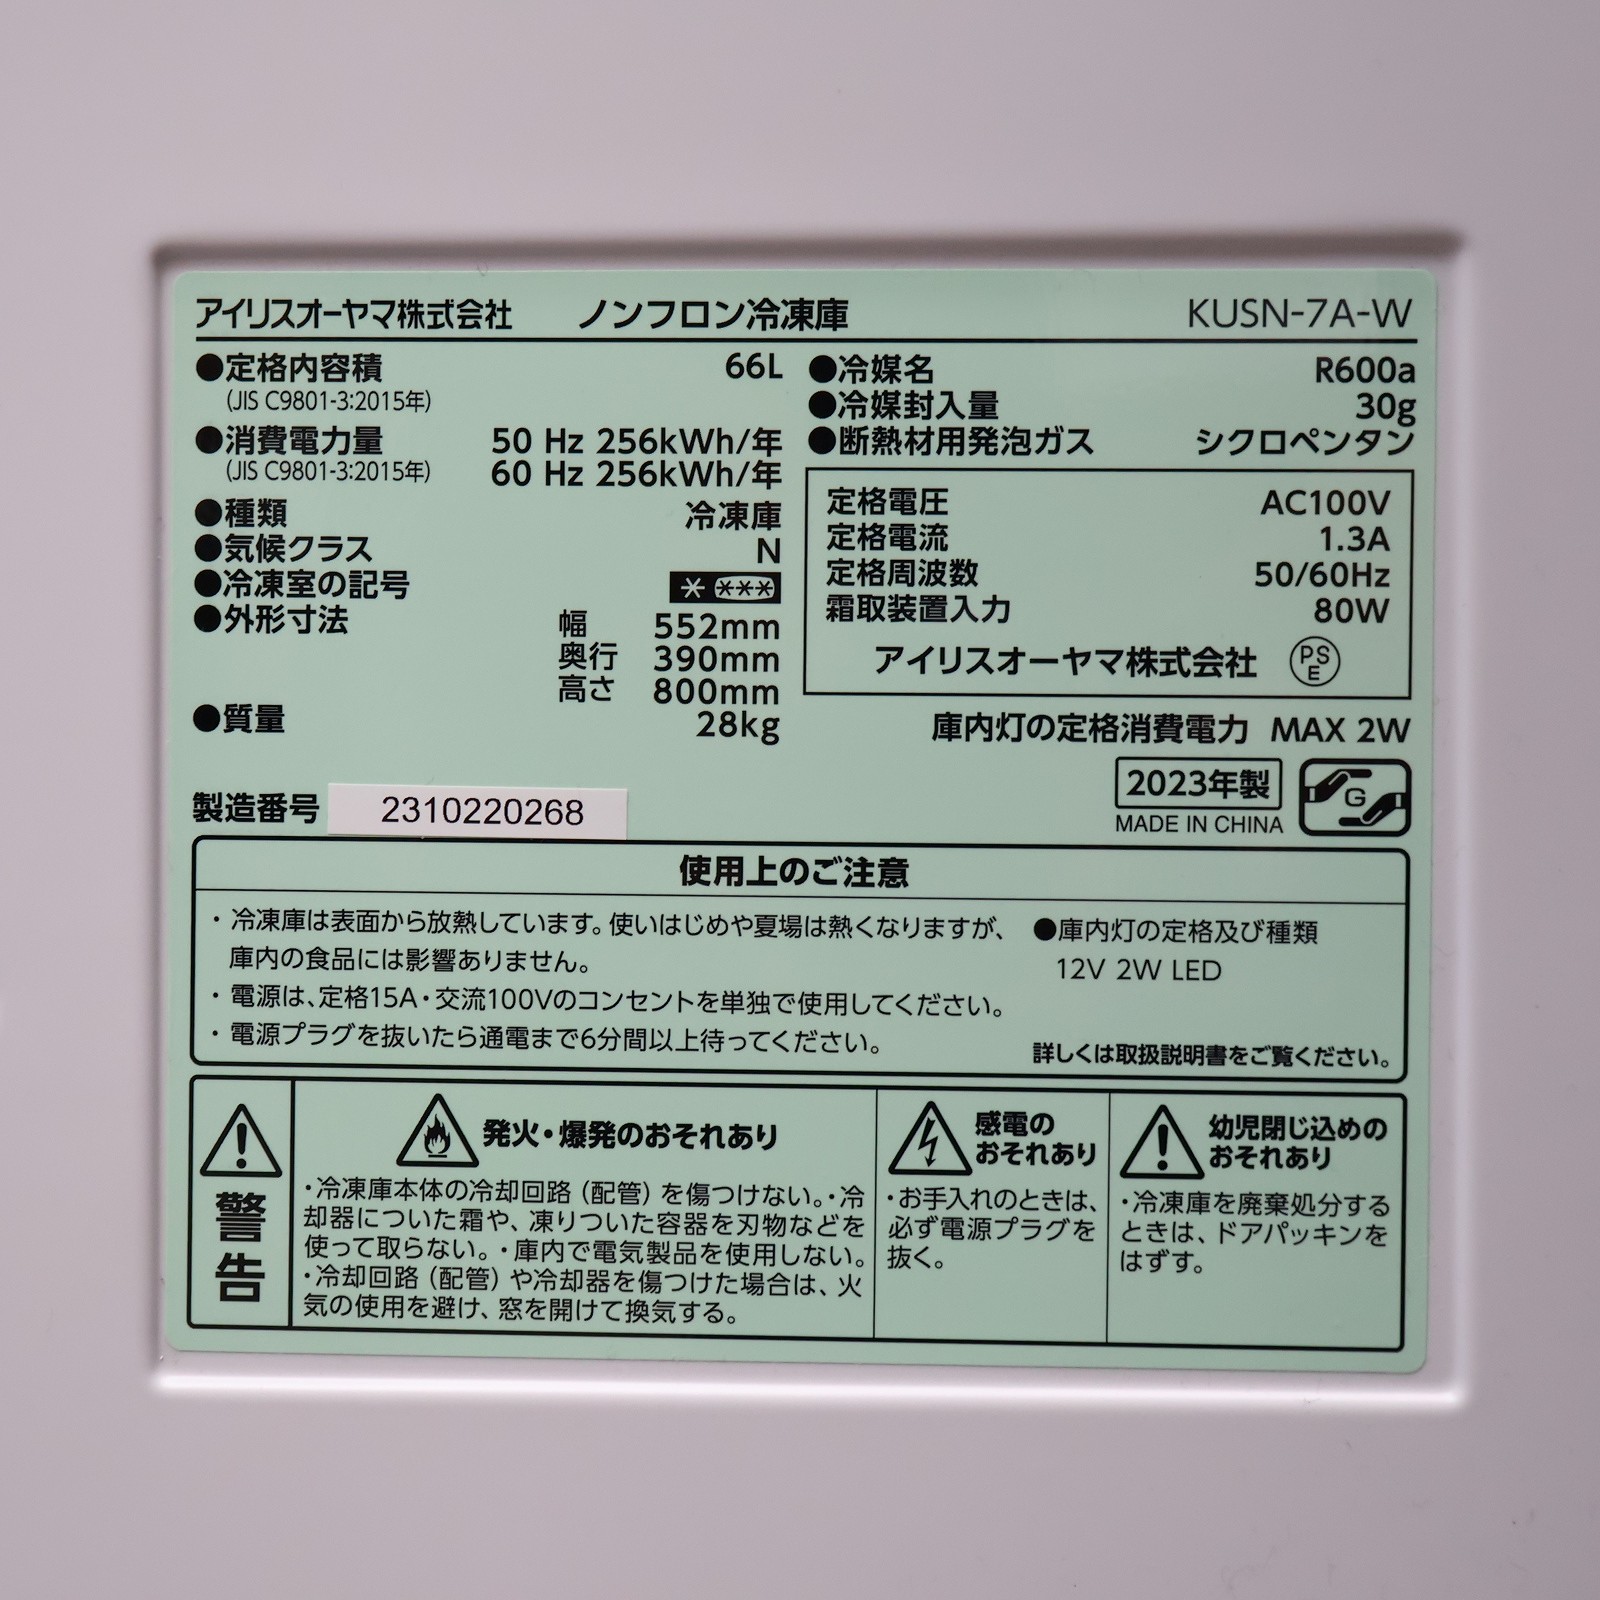 アイリスオーヤマ株式会社 ノンフロン冷凍庫 KUSN-7A-W
●定格内容積 66L
(JIS C9801-3:2015年)
●消費電力量 50 Hz 256kWh/年
(JIS C9801-3:2015年) 60 Hz 256kWh/年
●種類 冷凍庫
●気候クラス N
●冷凍室の記号 * ***
●外形寸法 幅 552mm
奥行 390mm
高さ 800mm
●質量 28kg
●冷媒名 R600a
●冷媒封入量 30g
●断熱材用発泡ガス シクロペンタン
定格電圧 AC100V
定格電流 1.3A
定格周波数 50/60Hz
霜取装置入力 80W
アイリスオーヤマ株式会社 PSE
庫内灯の定格消費電力 MAX 2W
2023年製
MADE IN CHINA
G
製造番号 2310220268
使用上のご注意
・冷凍庫は表面から放熱しています。使いはじめや夏場は熱くなりますが、
庫内の食品には影響ありません。
・電源は、定格15A・交流100Vのコンセントを単独で使用してください。
・電源プラグを抜いたら通電まで6分間以上待ってください。
●庫内灯の定格及び種類
12V 2W LED
詳しくは取扱説明書をご覧ください。
警告
発火・爆発のおそれあり
・冷凍庫本体の冷却回路(配管)を傷つけない。・冷
却器についた霜や、凍りついた容器を刃物などを
使って取らない。・庫内で電気製品を使用しない。
・冷却回路(配管)や冷却器を傷つけた場合は、火
気の使用を避け、窓を開けて換気する。
感電の
おそれあり
・お手入れのときは、
必ず電源プラグを
抜く。
幼児閉じ込めの
おそれあり
・冷凍庫を廃棄処分する
ときは、ドアパッキンを
はずす。